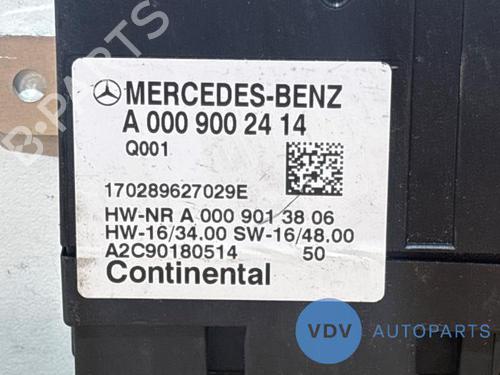 MERCEDES-BENZ
A 000 900 24 14
Q001
170289627029E
HW-NR A 000 901 38 06
HW-16/34.00 SW-16/48.00
A2C90180514 50
Continental
B-PARTS
VDV AUTOPARTS